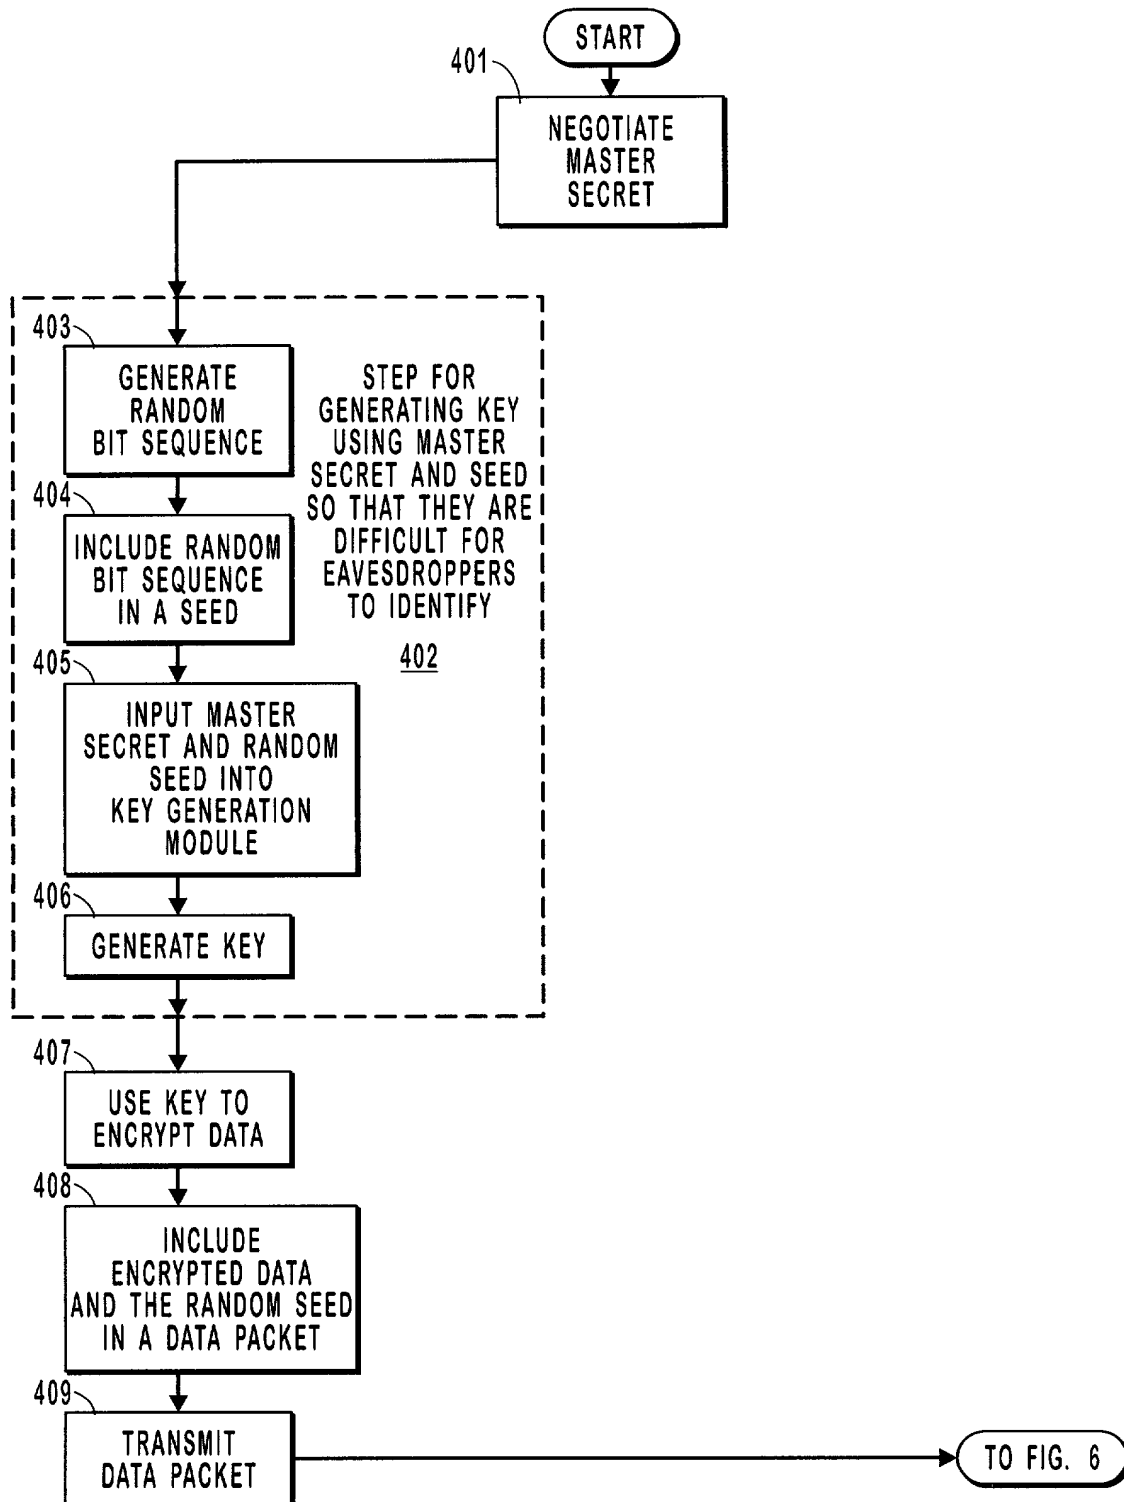 START
401
NEGOTIATE
MASTER
SECRET
403
GENERATE
RANDOM
BIT SEQUENCE
STEP FOR
GENERATING KEY
USING MASTER
SECRET AND SEED
SO THAT THEY ARE
DIFFICULT FOR
EAVESDROPPERS
TO IDENTIFY
402
404
INCLUDE RANDOM
BIT SEQUENCE
IN A SEED
405
INPUT MASTER
SECRET AND RANDOM
SEED INTO
KEY GENERATION
MODULE
406
GENERATE KEY
407
USE KEY TO
ENCRYPT DATA
408
INCLUDE
ENCRYPTED DATA
AND THE RANDOM SEED
IN A DATA PACKET
409
TRANSMIT
DATA PACKET
TO FIG. 6